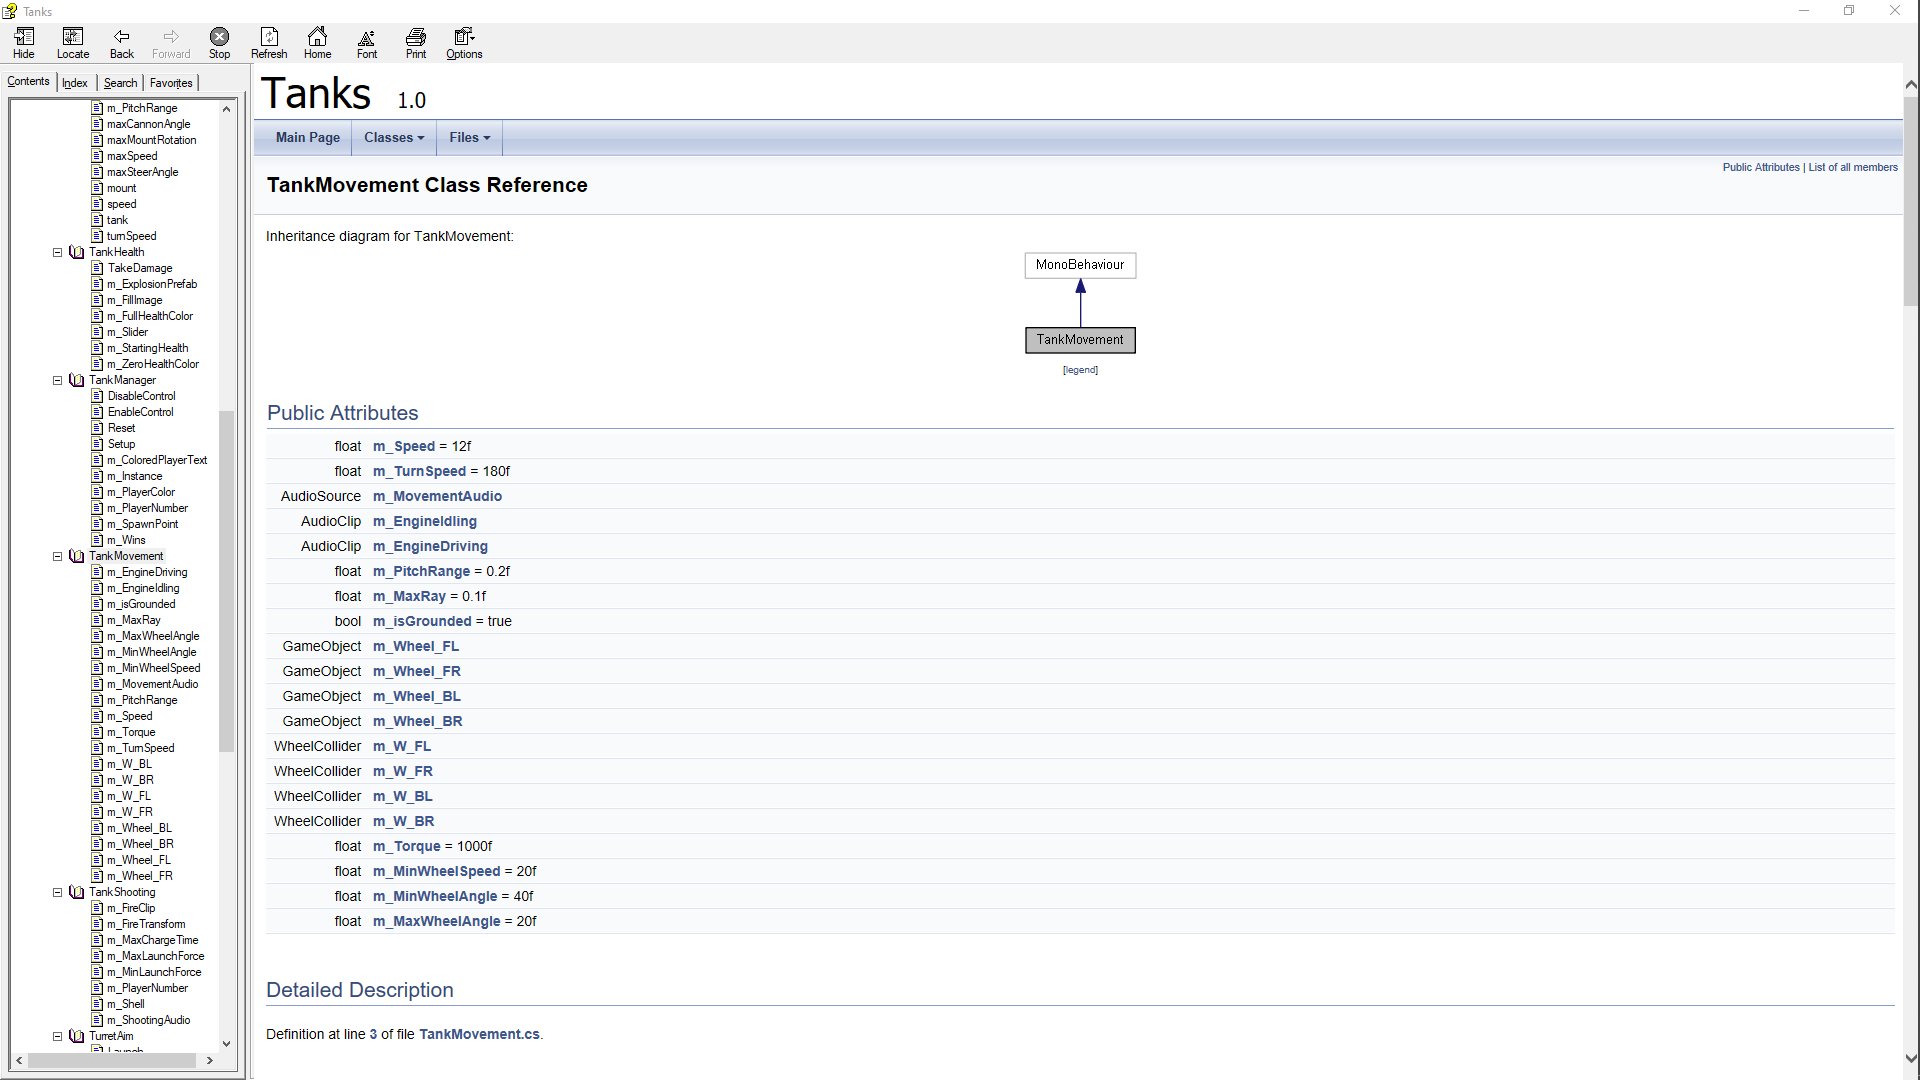 Tanks
Hide Locate Back Forward Stop Refresh Home Font Print Options
Contents Index Search Favorites
m_PitchRange
maxCannonAngle
maxMountRotation
maxSpeed
maxSteerAngle
mount
speed
tank
turnSpeed
TankHealth
TakeDamage
m_ExplosionPrefab
m_FillImage
m_FullHealthColor
m_Slider
m_StartingHealth
m_ZeroHealthColor
TankManager
DisableControl
EnableControl
Reset
Setup
m_ColoredPlayerText
m_Instance
m_PlayerColor
m_PlayerNumber
m_SpawnPoint
m_Wins
TankMovement
m_EngineDriving
m_EngineIdling
m_isGrounded
m_MaxRay
m_MaxWheelAngle
m_MinWheelAngle
m_MinWheelSpeed
m_MovementAudio
m_PitchRange
m_Speed
m_Torque
m_TurnSpeed
m_W_BL
m_W_BR
m_W_FL
m_W_FR
m_Wheel_BL
m_Wheel_BR
m_Wheel_FL
m_Wheel_FR
TankShooting
m_FireClip
m_FireTransform
m_MaxChargeTime
m_MaxLaunchForce
m_MinLaunchForce
m_PlayerNumber
m_Shell
m_ShootingAudio
TurretAim
Launch
Tanks 1.0
Main Page Classes Files
Public Attributes | List of all members
TankMovement Class Reference
Inheritance diagram for TankMovement:
MonoBehaviour
TankMovement
[legend]
Public Attributes
float m_Speed = 12f
float m_TurnSpeed = 180f
AudioSource m_MovementAudio
AudioClip m_EngineIdling
AudioClip m_EngineDriving
float m_PitchRange = 0.2f
float m_MaxRay = 0.1f
bool m_isGrounded = true
GameObject m_Wheel_FL
GameObject m_Wheel_FR
GameObject m_Wheel_BL
GameObject m_Wheel_BR
WheelCollider m_W_FL
WheelCollider m_W_FR
WheelCollider m_W_BL
WheelCollider m_W_BR
float m_Torque = 1000f
float m_MinWheelSpeed = 20f
float m_MinWheelAngle = 40f
float m_MaxWheelAngle = 20f
Detailed Description
Definition at line 3 of file TankMovement.cs.